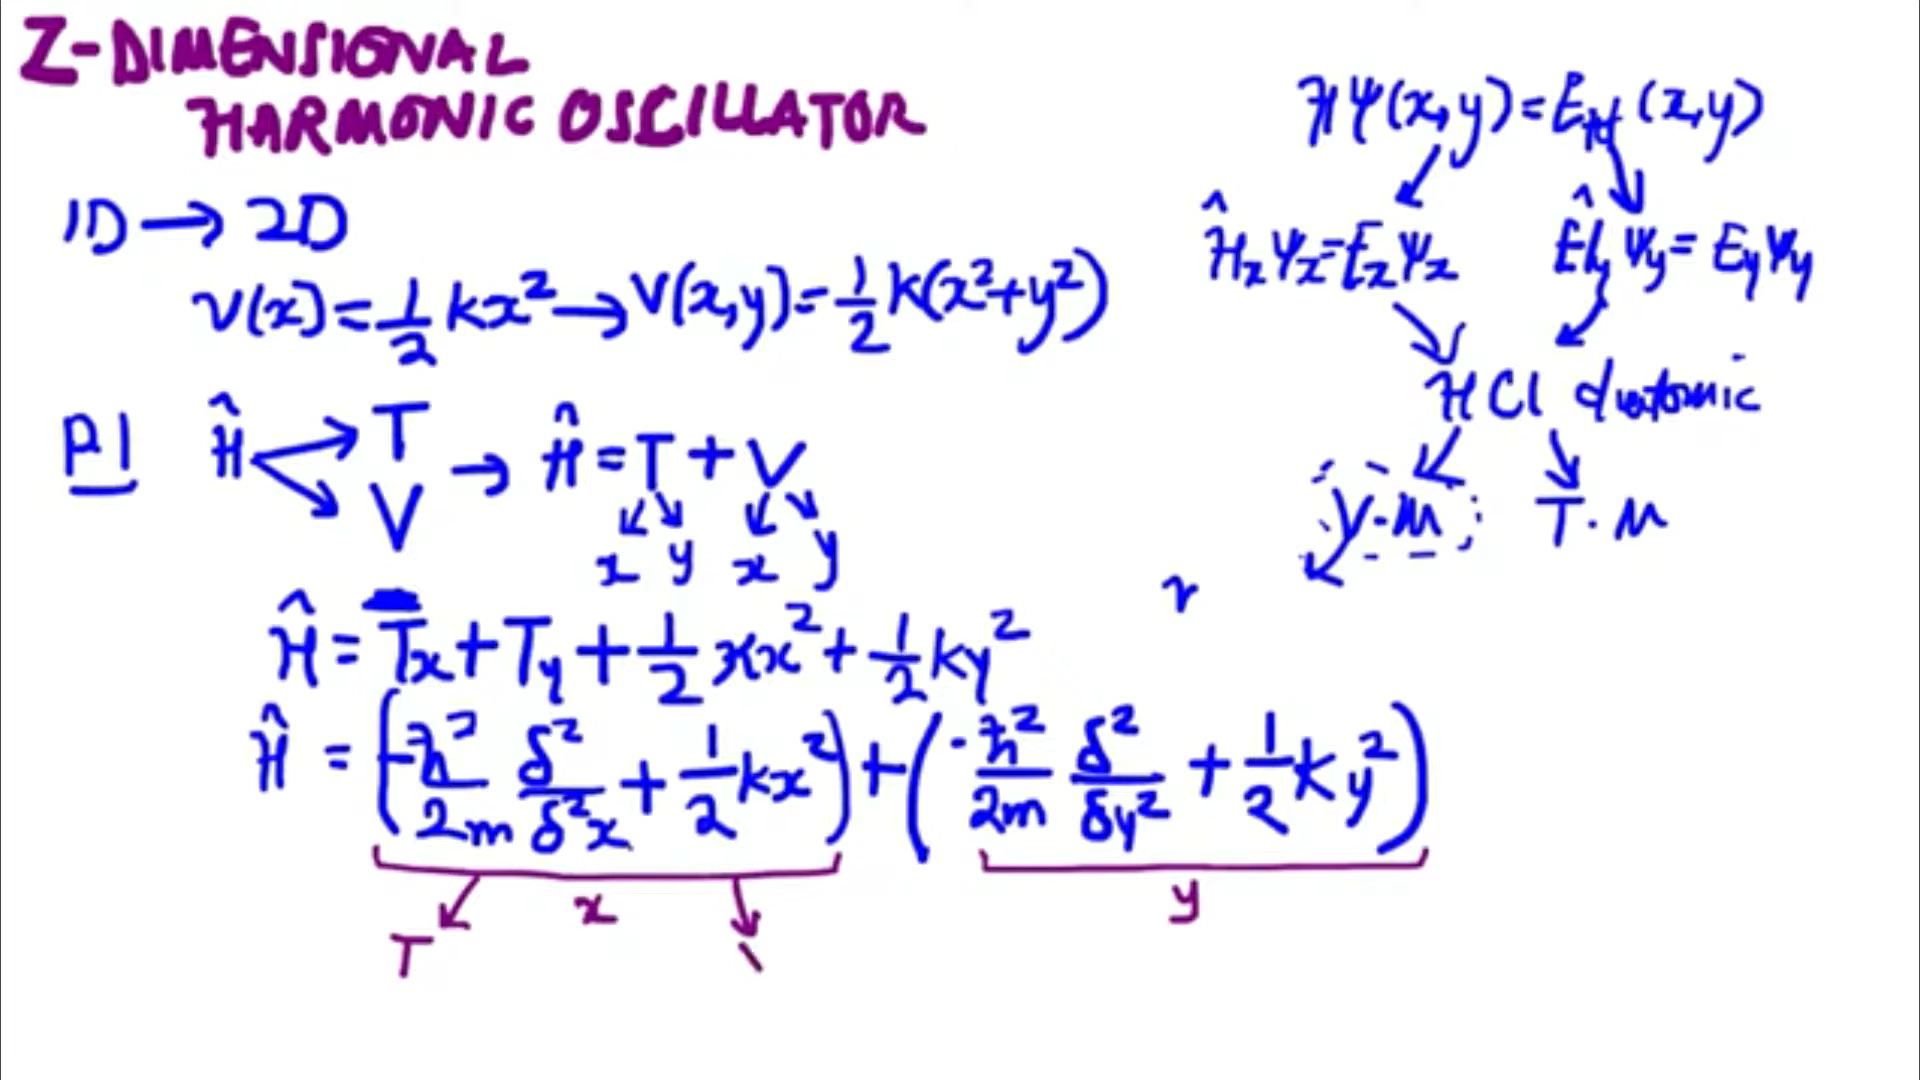 2-DIMENSIONAL
HARMONIC OSCILLATOR
1D → 2D
V(x) = 1/2 kx² → V(x,y) = 1/2 k(x²+y²)
P1 Ĥ T V → Ĥ = T + V
x y x y
Ĥ = Tx + Ty + 1/2 kx² + 1/2 ky²
Ĥ = (-ħ²/2m δ²/δ²x + 1/2 kx²) + (-ħ²/2m δ²/δy² + 1/2 ky²)
x y
T
Hψ(x,y) = Eψ(x,y)
Ĥxψx = Exψx Ĥyψy = Eyψy
HCl diatomic
V.M T.M
r